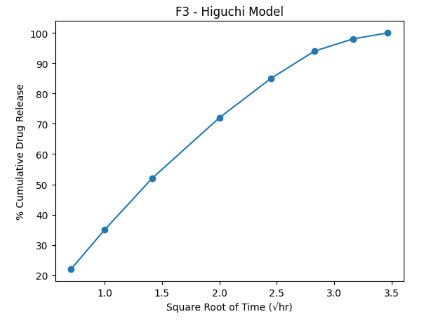 F3 - Higuchi Model
100
90
80
70
60
50
40
30
20
% Cumulative Drug Release
1.0 1.5 2.0 2.5 3.0 3.5
Square Root of Time (√hr)